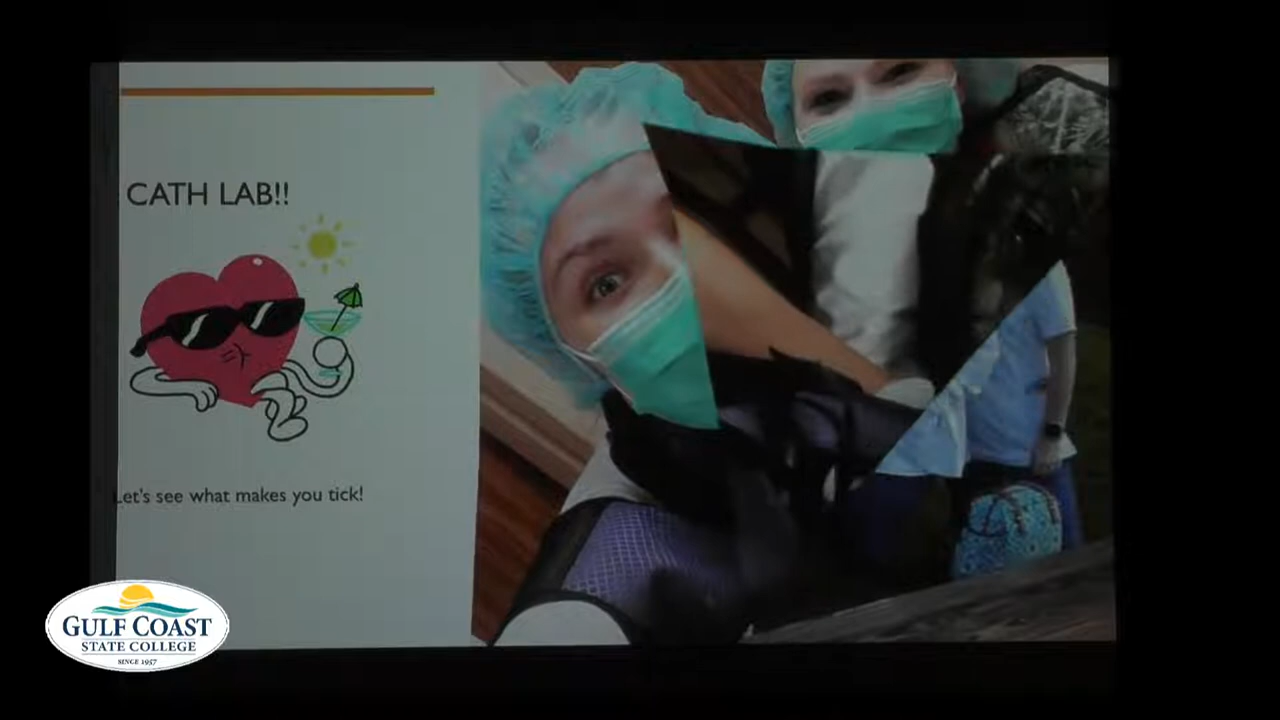 CATH LAB!!
Let's see what makes you tick!
GULF COAST
STATE COLLEGE
SINCE 1957